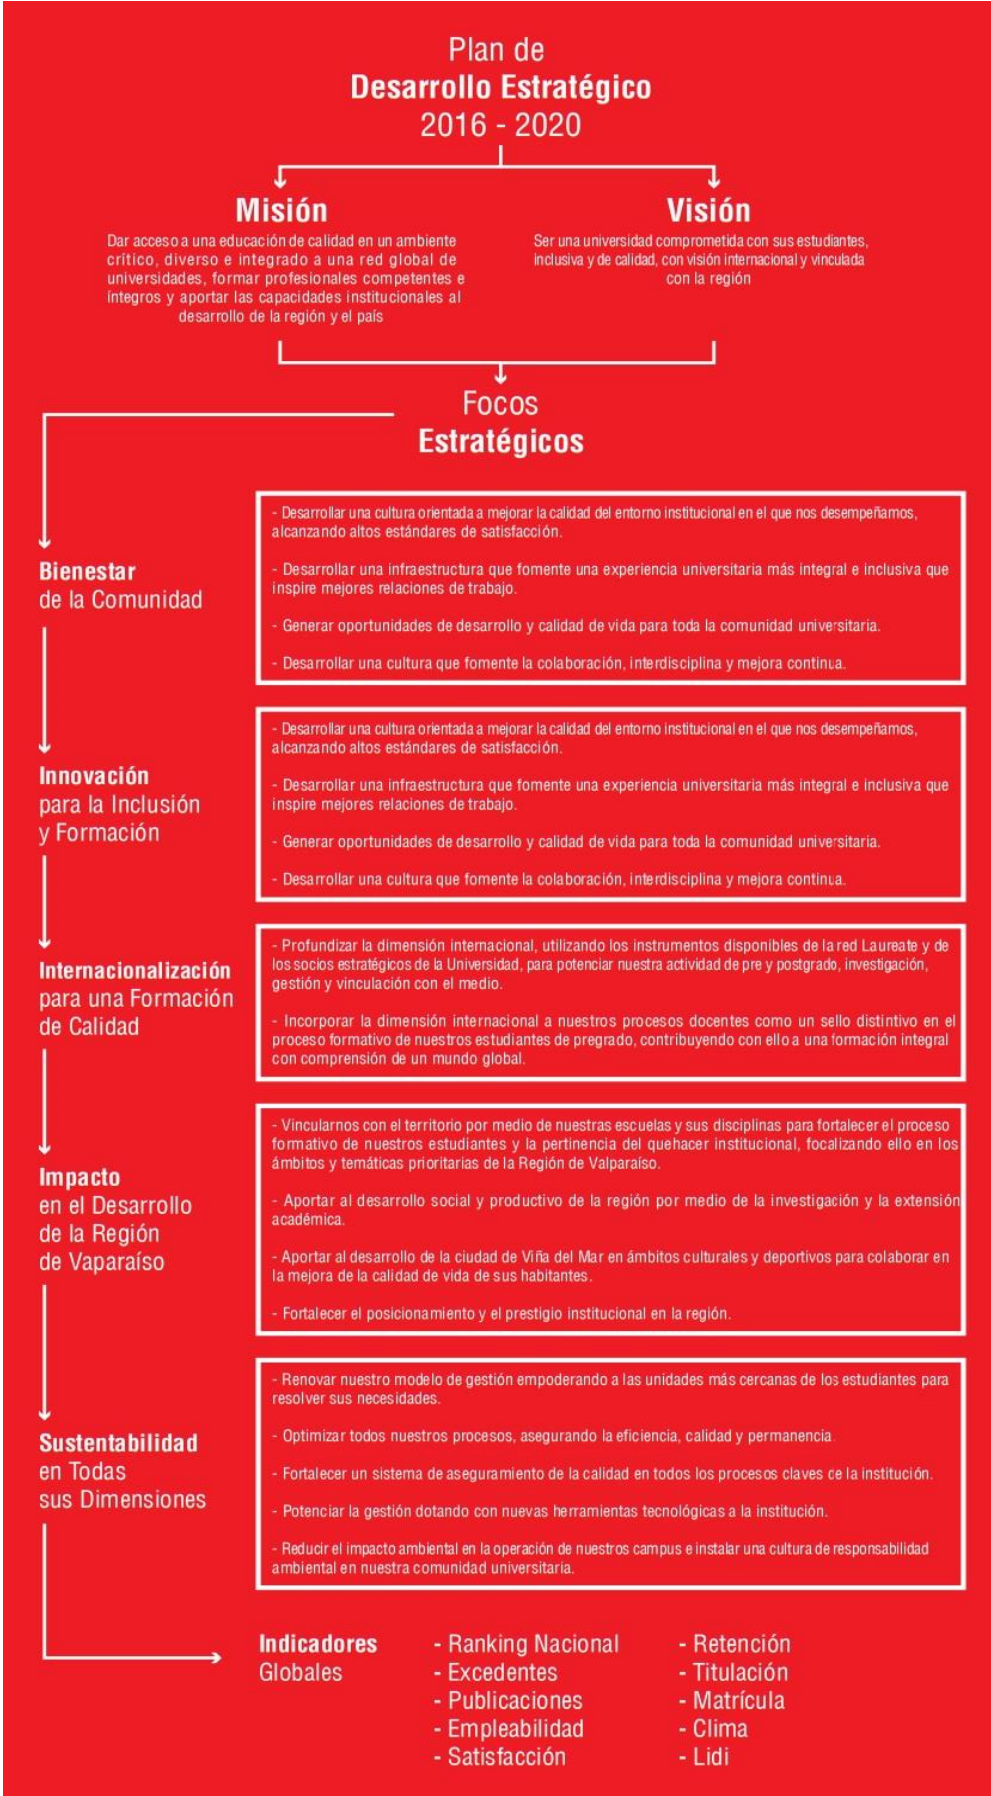 Plan de
Desarrollo Estratégico
2016 - 2020
Misión
Dar acceso a una educación de calidad en un ambiente
crítico, diverso e integrado a una red global de
universidades, formar profesionales competentes e
íntegros y aportar las capacidades institucionales al
desarrollo de la región y el país
Visión
Ser una universidad comprometida con sus estudiantes,
inclusiva y de calidad, con visión internacional y vinculada
con la región
Focos
Estratégicos
Bienestar
de la Comunidad
- Desarrollar una cultura orientada a mejorar la calidad del entorno institucional en el que nos desempeñamos,
alcanzando altos estándares de satisfacción.
- Desarrollar una infraestructura que fomente una experiencia universitaria más integral e inclusiva que
inspire mejores relaciones de trabajo.
- Generar oportunidades de desarrollo y calidad de vida para toda la comunidad universitaria.
- Desarrollar una cultura que fomente la colaboración, interdisciplina y mejora continua.
Innovación
para la Inclusión
y Formación
- Desarrollar una cultura orientada a mejorar la calidad del entorno institucional en el que nos desempeñamos,
alcanzando altos estándares de satisfacción.
- Desarrollar una infraestructura que fomente una experiencia universitaria más integral e inclusiva que
inspire mejores relaciones de trabajo.
- Generar oportunidades de desarrollo y calidad de vida para toda la comunidad universitaria.
- Desarrollar una cultura que fomente la colaboración, interdisciplina y mejora continua.
Internacionalización
para una Formación
de Calidad
- Profundizar la dimensión internacional, utilizando los instrumentos disponibles de la red Laureate y de
los socios estratégicos de la Universidad, para potenciar nuestra actividad de pre y postgrado, investigación,
gestión y vinculación con el medio.
- Incorporar la dimensión internacional a nuestros procesos docentes como un sello distintivo en el
proceso formativo de nuestros estudiantes de pregrado, contribuyendo con ello a una formación integral
con comprensión de un mundo global.
Impacto
en el Desarrollo
de la Región
de Vaparaíso
- Vincularnos con el territorio por medio de nuestras escuelas y sus disciplinas para fortalecer el proceso
formativo de nuestros estudiantes y la pertinencia del quehacer institucional, focalizando ello en los
ámbitos y temáticas prioritarias de la Región de Valparaíso.
- Aportar al desarrollo social y productivo de la región por medio de la investigación y la extensión
académica.
- Aportar al desarrollo de la ciudad de Viña del Mar en ámbitos culturales y deportivos para colaborar en
la mejora de la calidad de vida de sus habitantes.
- Fortalecer el posicionamiento y el prestigio institucional en la región.
Sustentabilidad
en Todas
sus Dimensiones
- Renovar nuestro modelo de gestión empoderando a las unidades más cercanas de los estudiantes para
resolver sus necesidades.
- Optimizar todos nuestros procesos, asegurando la eficiencia, calidad y permanencia.
- Fortalecer un sistema de aseguramiento de la calidad en todos los procesos claves de la institución.
- Potenciar la gestión dotando con nuevas herramientas tecnológicas a la institución.
- Reducir el impacto ambiental en la operación de nuestros campus e instalar una cultura de responsabilidad
ambiental en nuestra comunidad universitaria.
Indicadores
Globales
- Ranking Nacional
- Excedentes
- Publicaciones
- Empleabilidad
- Satisfacción
- Retención
- Titulación
- Matrícula
- Clima
- Lidi